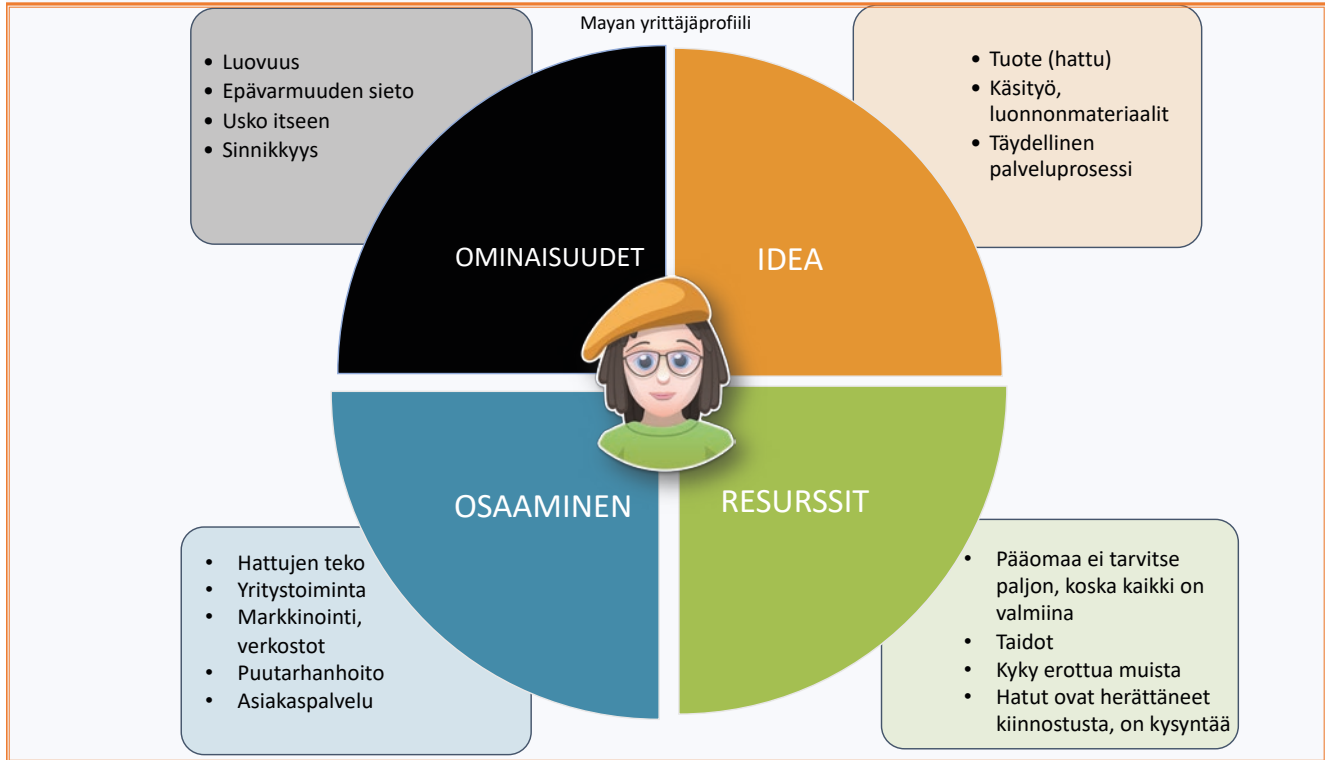 Mayan yrittäjäprofiili
• Luovuus
• Epävarmuuden sieto
• Usko itseen
• Sinnikkyys
OMINAISUUDET
• Tuote (hattu)
• Käsityö,
luonnonmateriaalit
• Täydellinen
palveluprosessi
IDEA
OSAAMINEN
• Hattujen teko
• Yritystoiminta
• Markkinointi,
verkostot
• Puutarhanhoito
• Asiakaspalvelu
RESURSSIT
• Pääomaa ei tarvitse
paljon, koska kaikki on
valmiina
• Taidot
• Kyky erottua muista
• Hatut ovat herättäneet
kiinnostusta, on kysyntää